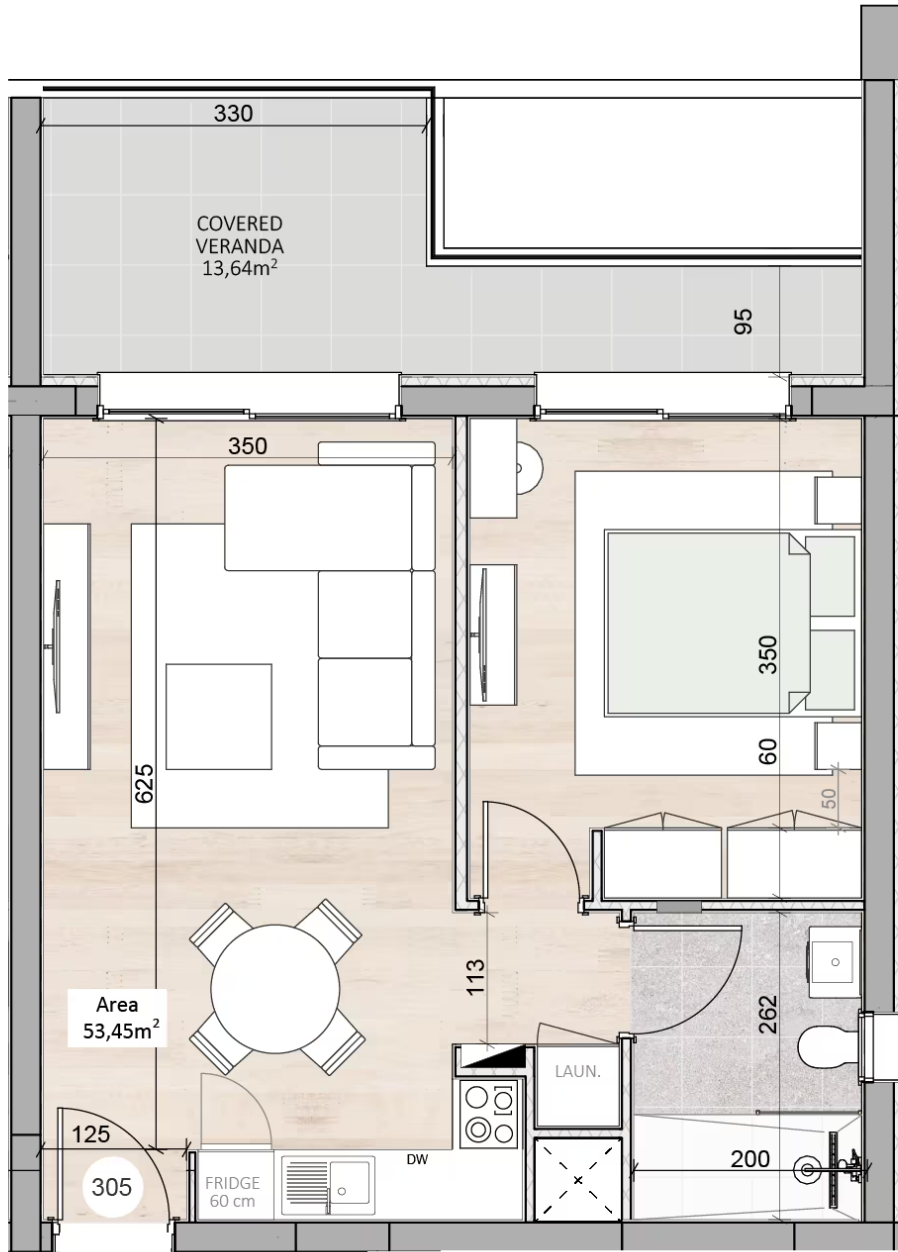 330
COVERED
VERANDA
13,64m²
95
350
350
60
50
625
113
Area
53,45m²
262
LAUN.
125
305
FRIDGE
60 cm
DW
200